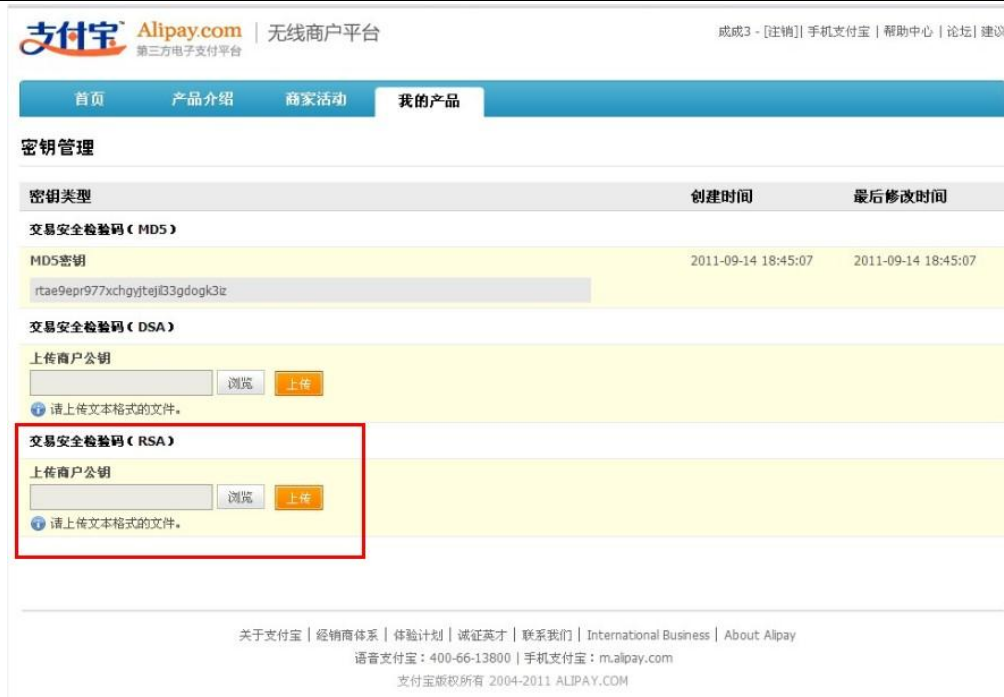 支付宝 Alipay.com | 无线商户平台
第三方电子支付平台
成成3 - [注销]| 手机支付宝 | 帮助中心 | 论坛| 建议
首页 产品介绍 商家活动 我的产品
密钥管理
密钥类型 创建时间 最后修改时间
交易安全检验码(MD5)
MD5密钥 2011-09-14 18:45:07 2011-09-14 18:45:07
rtae9epr977xchgyjtejil33gdogk3iz
交易安全检验码(DSA)
上传商户公钥
浏览 上传
请上传文本格式的文件。
交易安全检验码(RSA)
上传商户公钥
浏览 上传
请上传文本格式的文件。
关于支付宝 | 经销商体系 | 体验计划 | 诚征英才 | 联系我们 | International Business | About Alipay
语音支付宝:400-66-13800 | 手机支付宝:m.alipay.com
支付宝版权所有 2004-2011 ALIPAY.COM